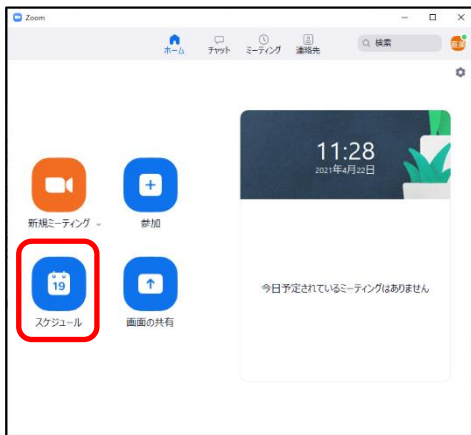 Zoom
ホーム
チャット
ミーティング
連絡先
検索
11:28
2021年4月22日
新規ミーティング
参加
19
スケジュール
画面の共有
今日予定されているミーティングはありません